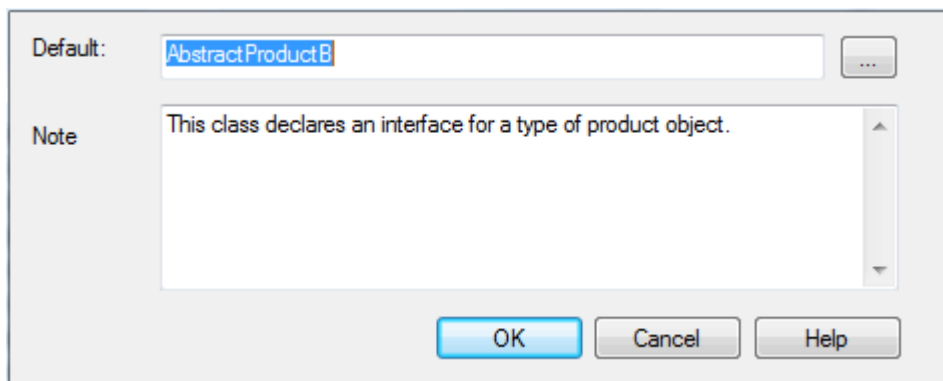 Default: AbstractProductB ...
Note This class declares an interface for a type of product object.
OK Cancel Help